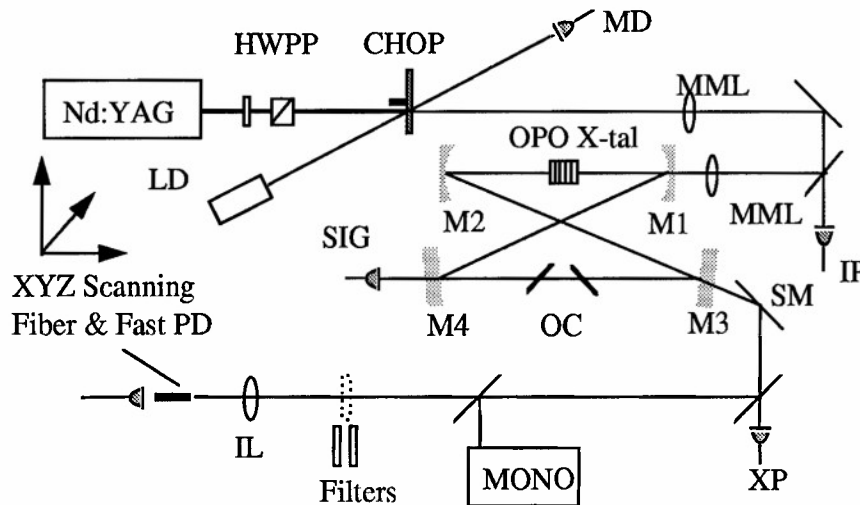 HWPP
CHOP
MD
Nd:YAG
MML
OPO X-tal
LD
M2
M1
MML
SIG
IP
XYZ Scanning
Fiber & Fast PD
M4
OC
M3
SM
IL
Filters
MONO
XP